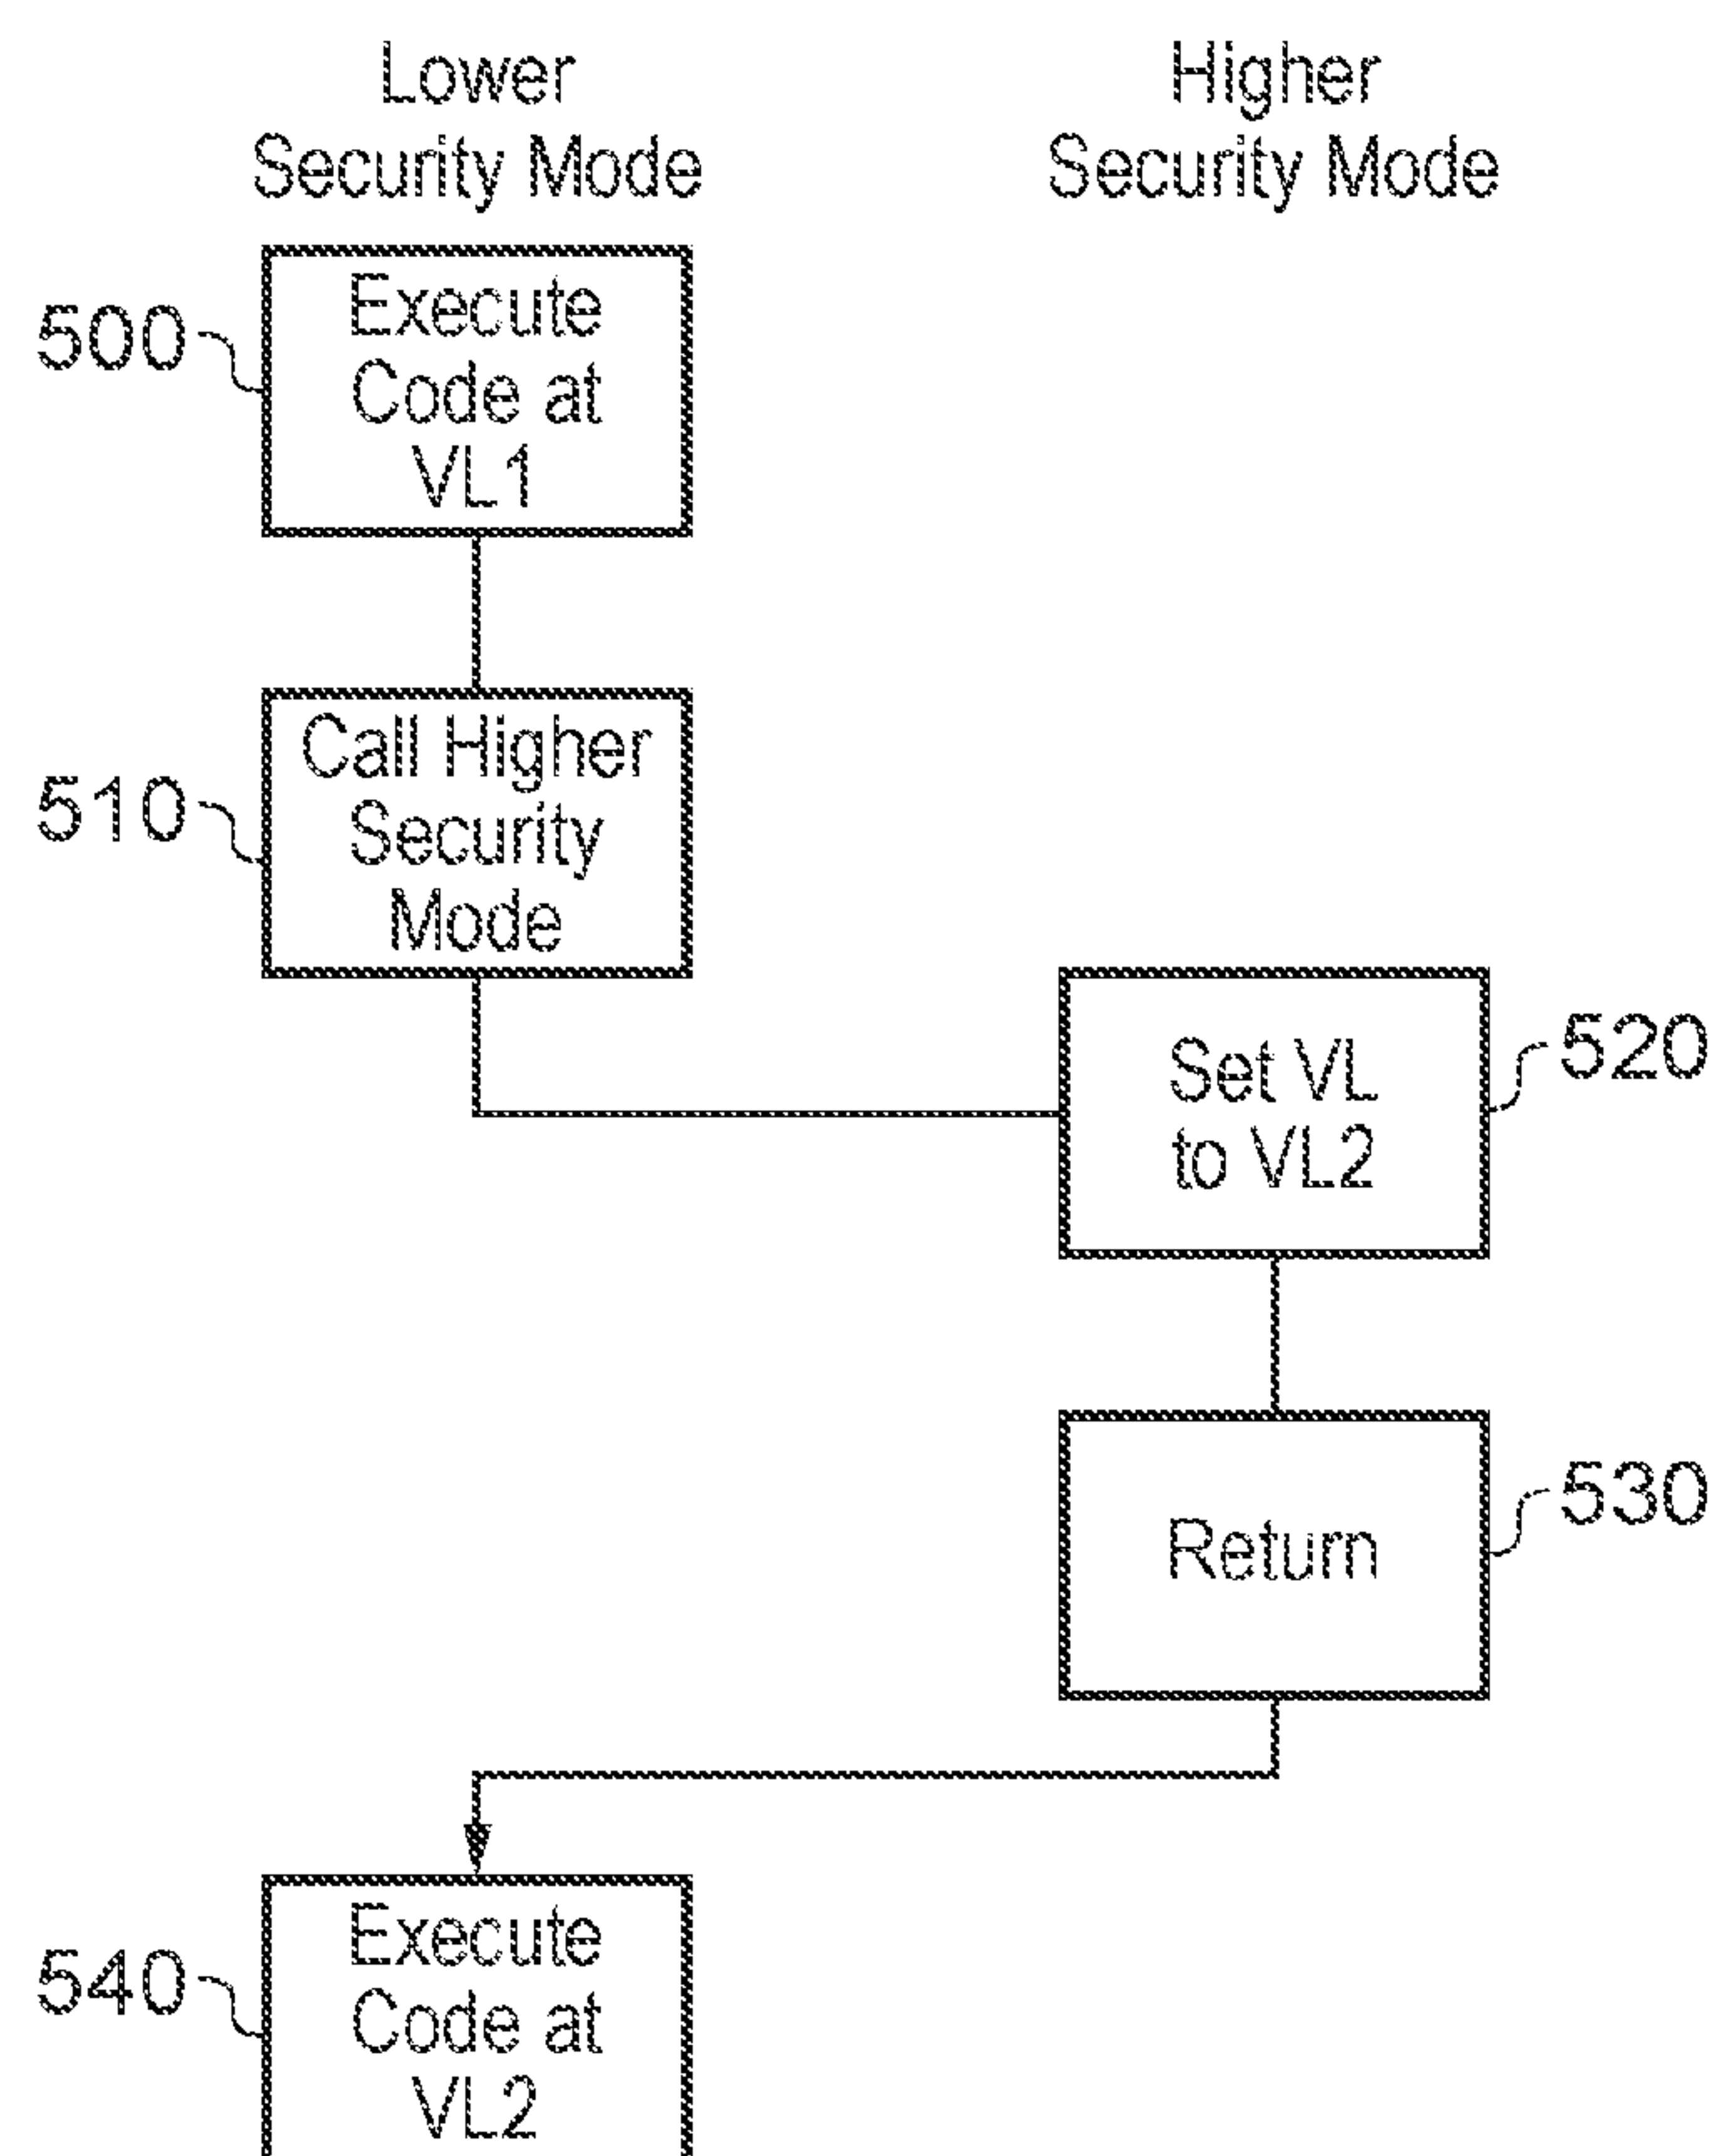 Lower
Security Mode
Higher
Security Mode
500
Execute
Code at
VL1
510
Call Higher
Security
Mode
Set VL
to VL2
520
Return
530
540
Execute
Code at
VL2